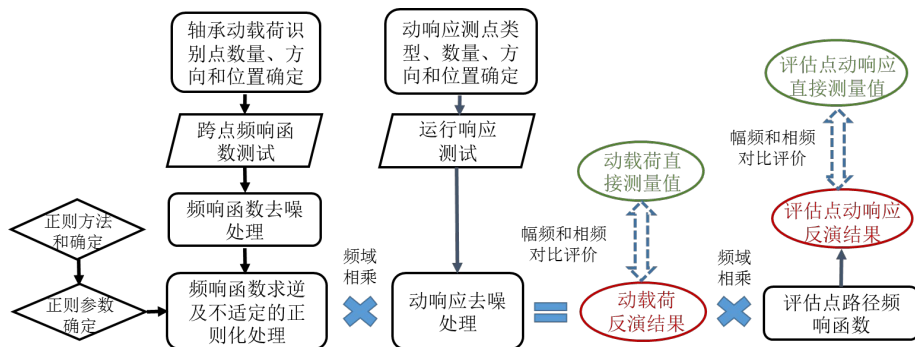 轴承动载荷识
别点数量、方
向和位置确定
动响应测点类
型、数量、方
向和位置确定
评估点动响应
直接测量值
跨点频响函
数测试
运行响应
测试
幅频和相频
对比评价
动载荷直
接测量值
正则方法
和确定
频响函数去噪
处理
评估点动响应
反演结果
幅频和相频
对比评价
正则参数
确定
频响函数求逆
及不适定的正
则化处理
频域
相乘
动响应去噪
处理
动载荷
反演结果
频域
相乘
评估点路径频
响函数